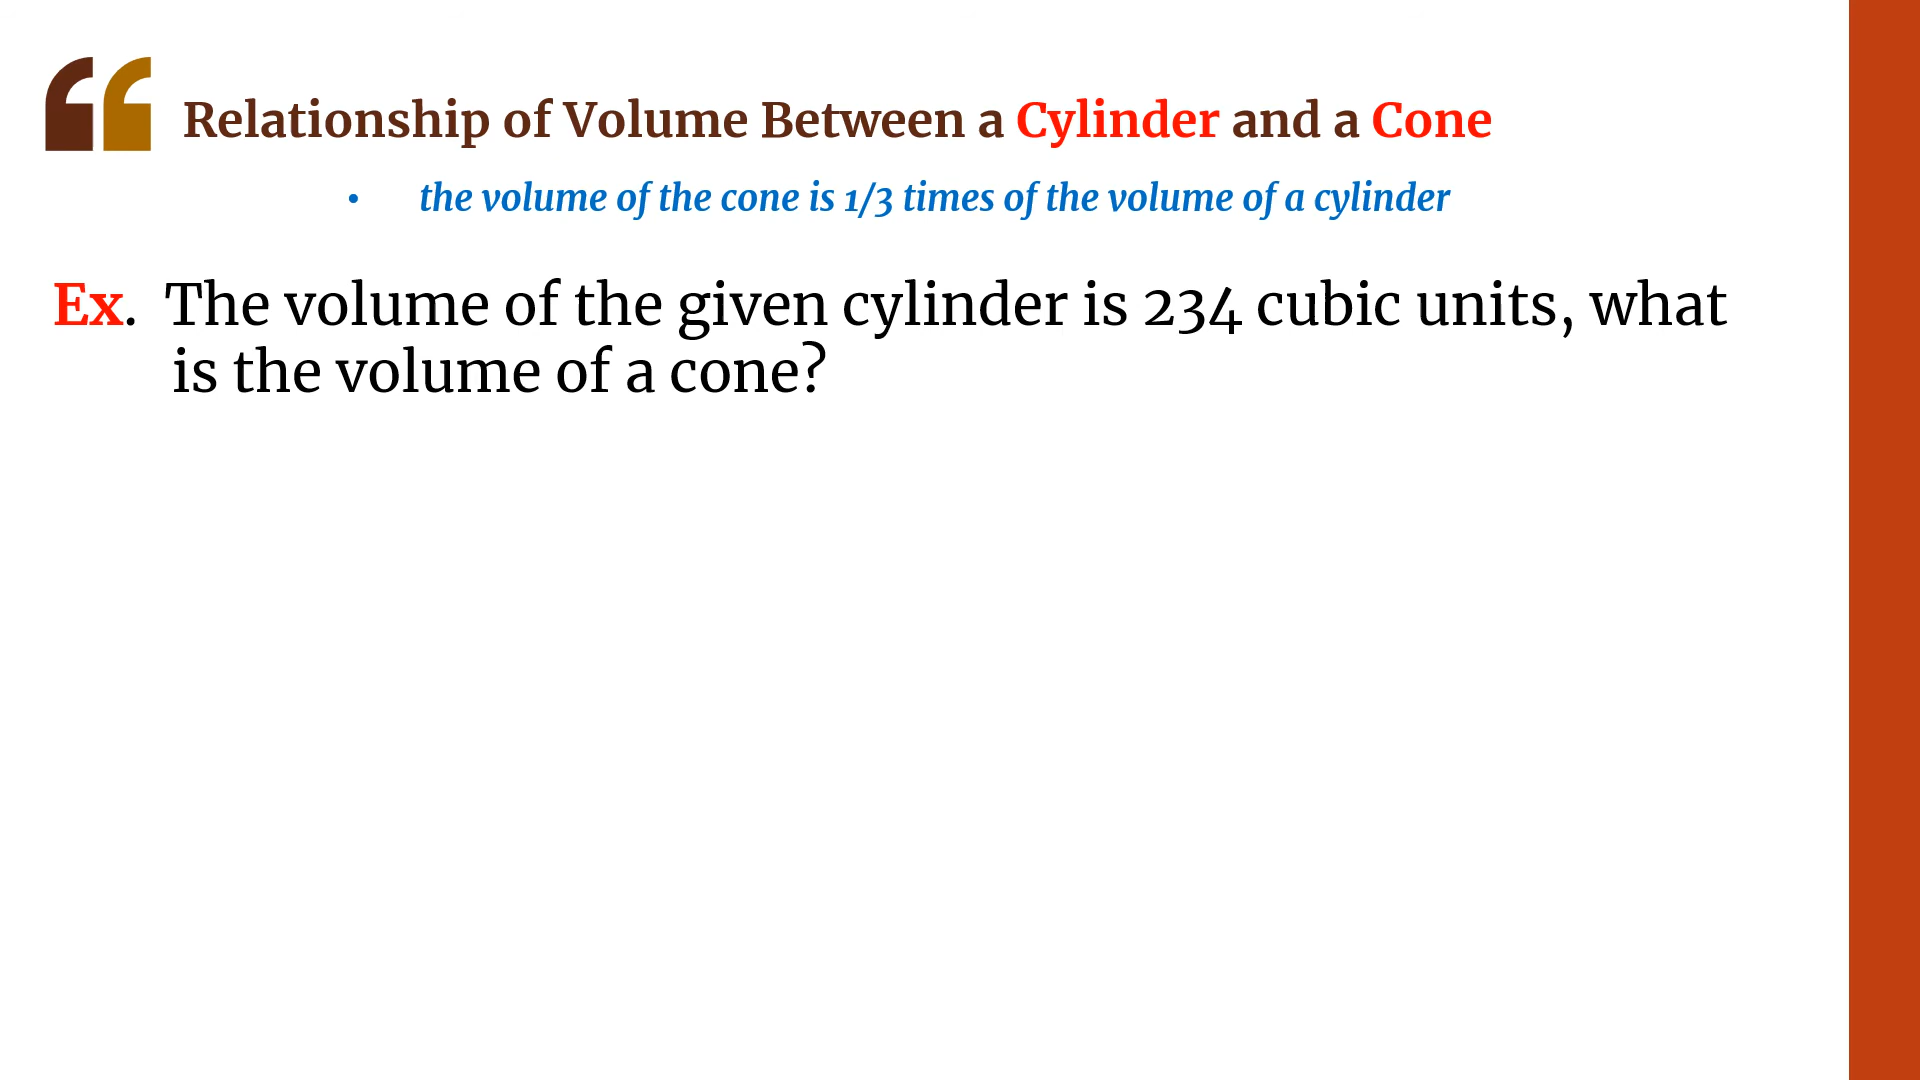 Relationship of Volume Between a Cylinder and a Cone
• the volume of the cone is 1/3 times of the volume of a cylinder
Ex. The volume of the given cylinder is 234 cubic units, what
is the volume of a cone?